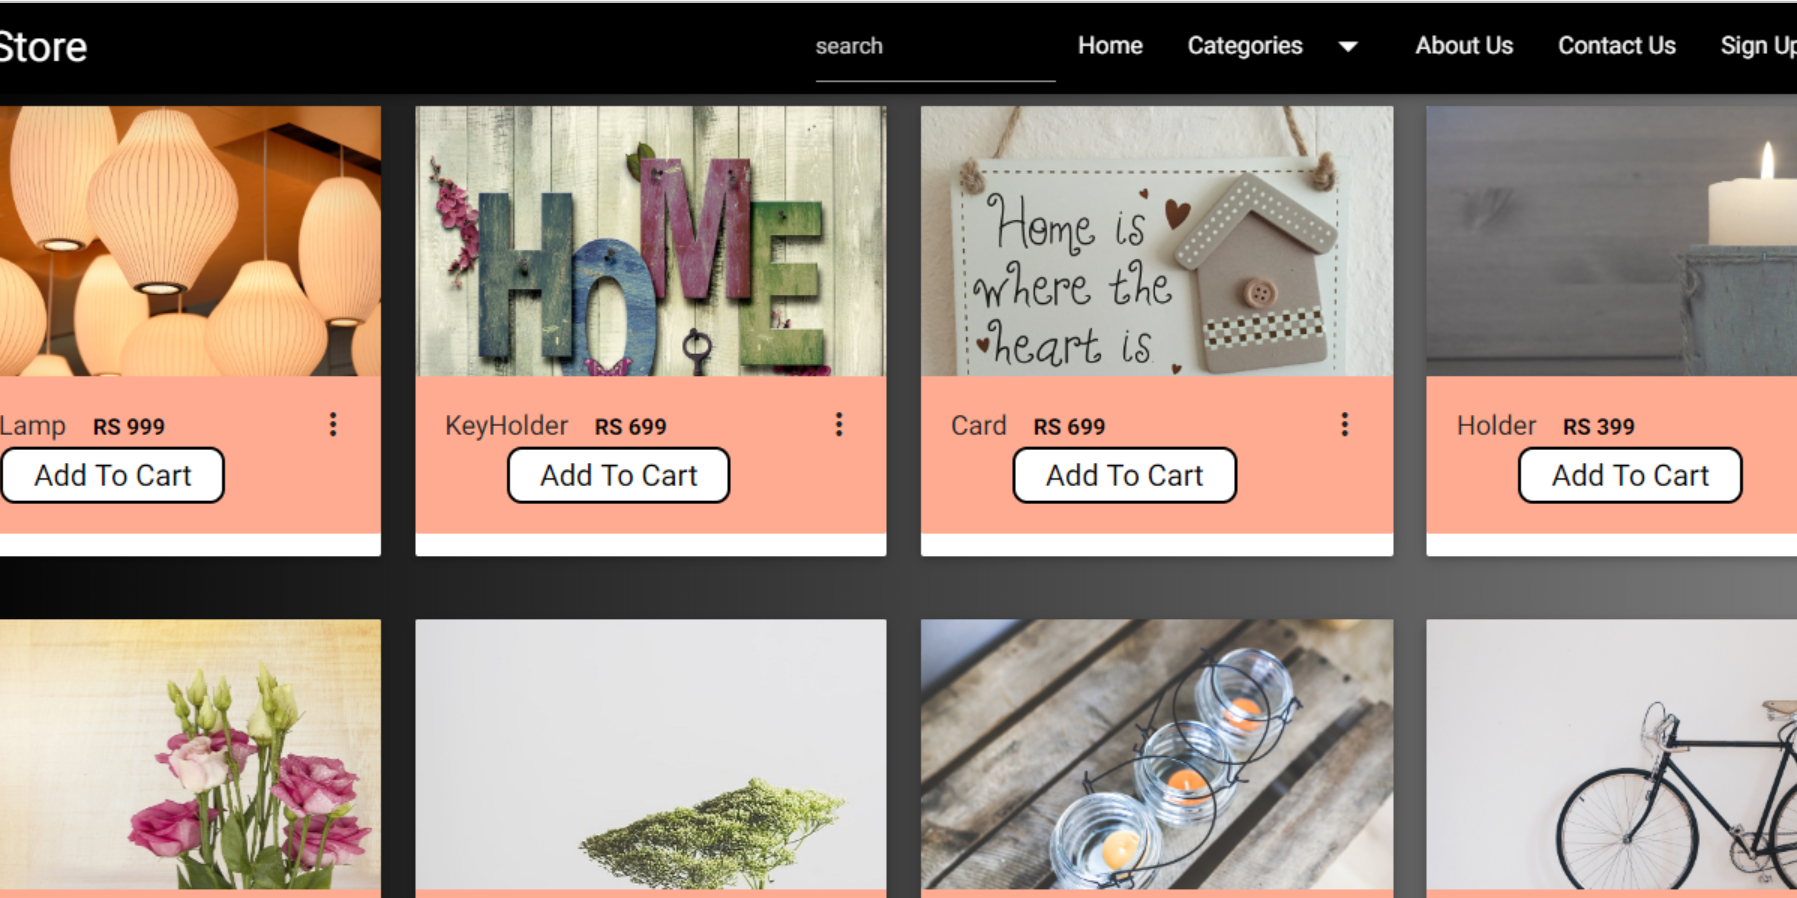 Store
search
Home
Categories
About Us
Contact Us
Sign Up
HOME
Home is
where the
heart is
Lamp RS 999
Add To Cart
KeyHolder RS 699
Add To Cart
Card RS 699
Add To Cart
Holder RS 399
Add To Cart